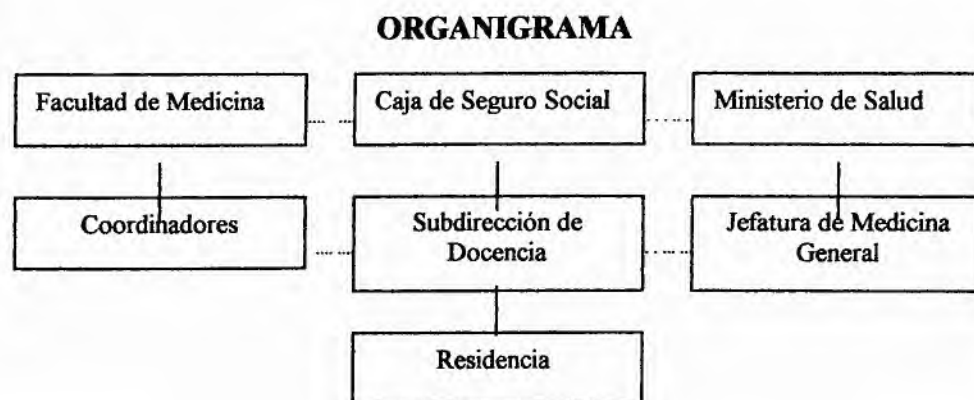 ORGANIGRAMA
Facultad de Medicina
Caja de Seguro Social
Ministerio de Salud
Coordinadores
Subdirección de
Docencia
Jefatura de Medicina
General
Residencia